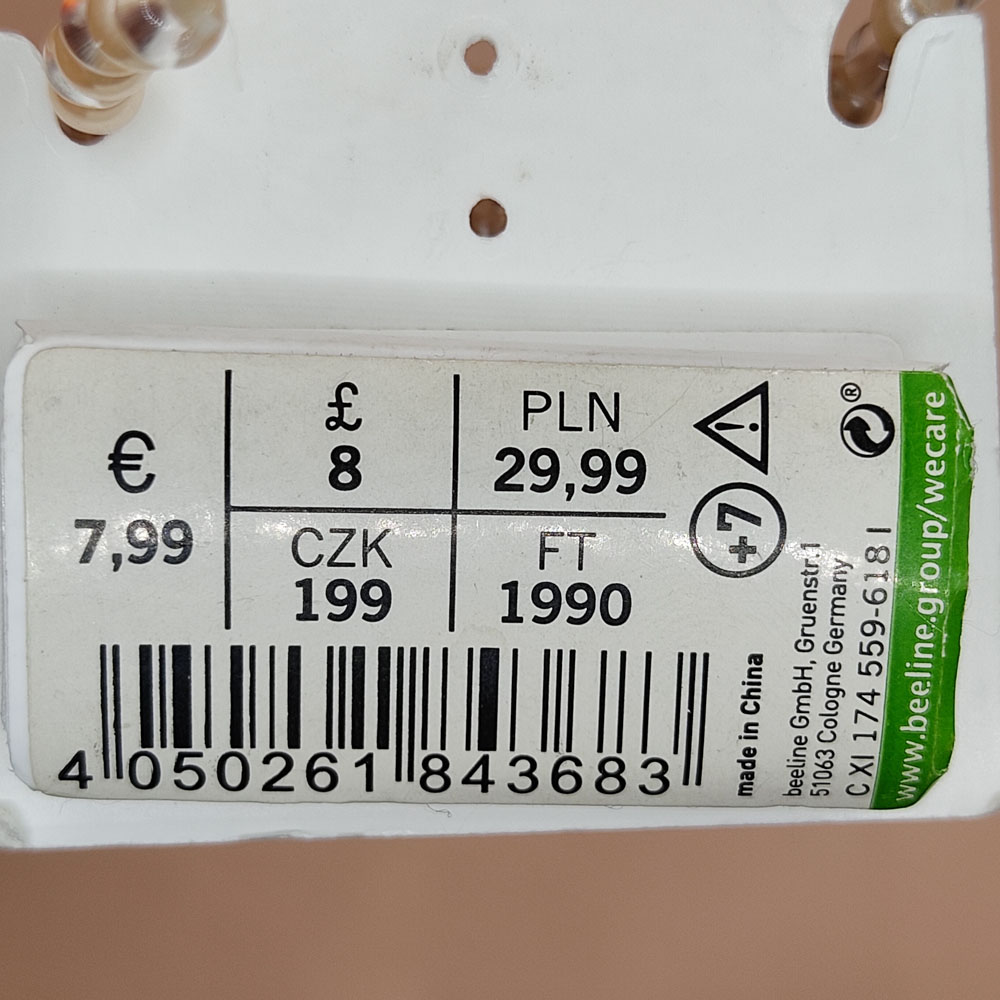 €
7,99
£
8
PLN
29,99
CZK
199
FT
1990
4 050261 843683
+7
made in China
beeline GmbH, Gruenstr.1
51063 Cologne Germany
C XI 174 559-618 I
®
www.beeline.group/wecare